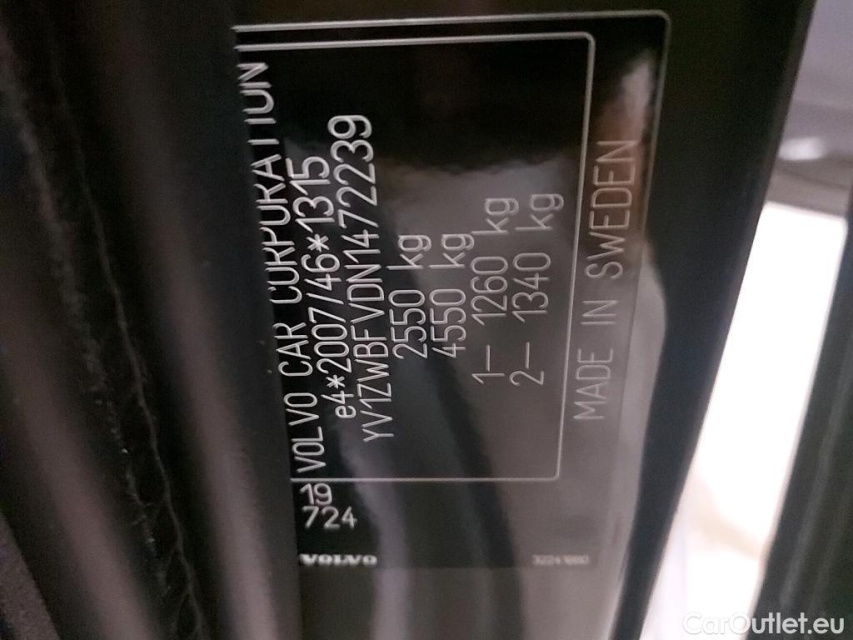 VOLVO CAR CORPORATION
e4*2007/46*1315
YV1ZWBFVDN1472239
2550 kg
4550 kg
1– 1260 kg
2– 1340 kg
MADE IN SWEDEN
19
724
VOLVO
CarOutlet.eu